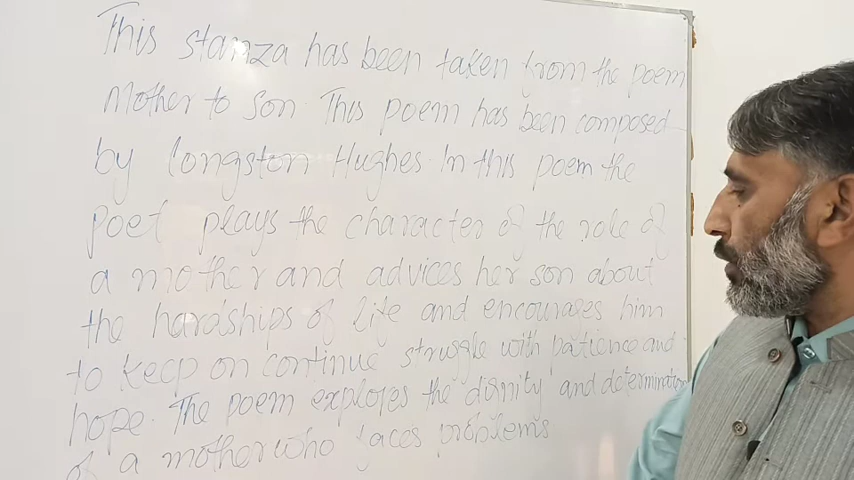 This stanza has been taken from the poem
Mother to Son. This poem has been composed
by Longston Hughes. In this poem the
poet plays the character of the role of
a mother and advices her son about
the hardships of life and encourages him
to keep on continue struggle with patience and
hope. The poem explores the dignity and determination
of a mother who faces problems